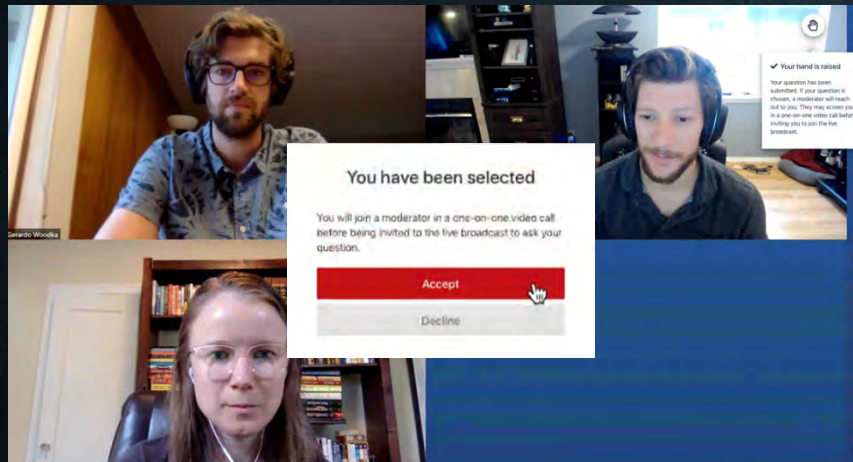 ✔ Your hand is raised
Your question has been
submitted. If your question is
chosen, a moderator will reach
out to you. They may screen you
in a one-on-one video call before
inviting you to join the live
broadcast.
You have been selected
You will join a moderator in a one-on-one video call
before being invited to the live broadcast to ask your
question.
Accept
Decline
Gerardo Woodka